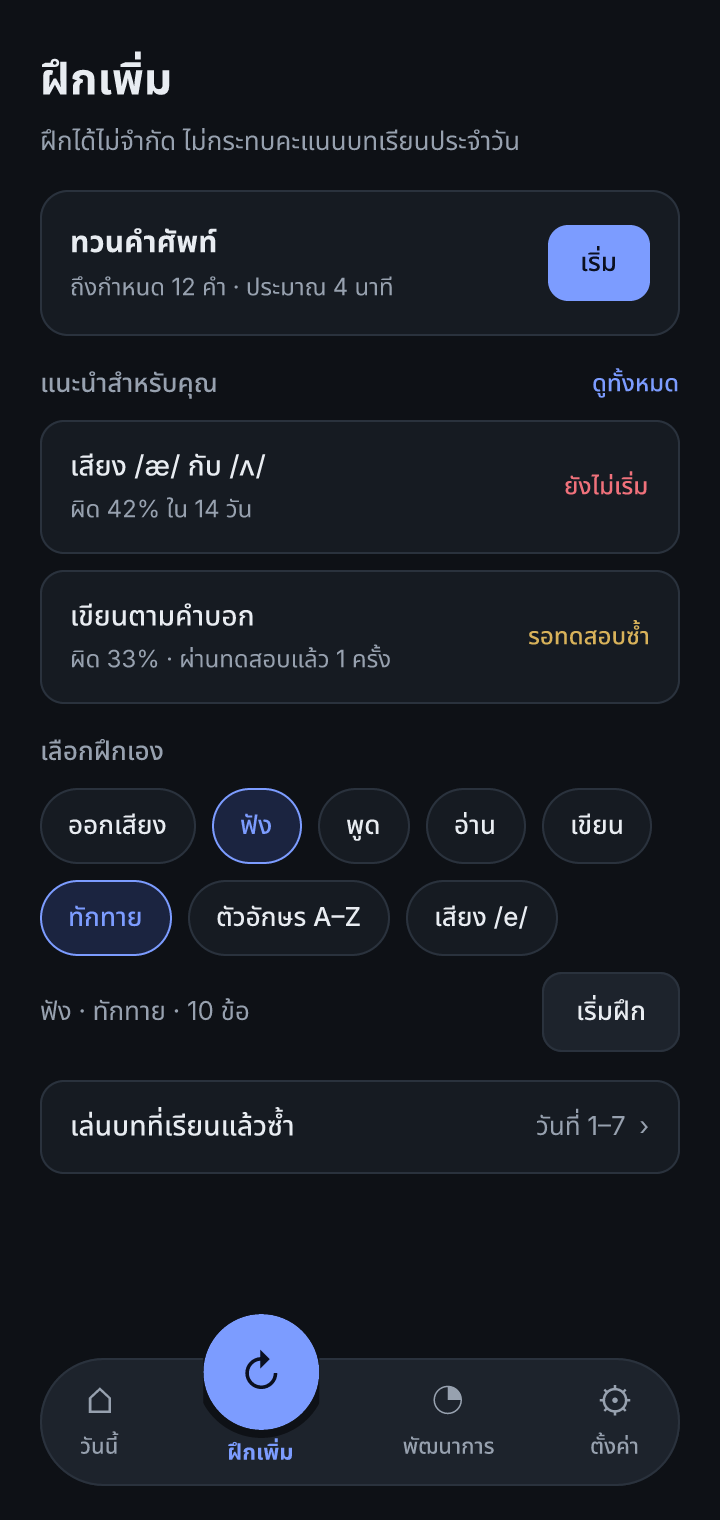 ฝึกเพิ่ม
ฝึกได้ไม่จำกัด ไม่กระทบคะแนนบทเรียนประจำวัน
ทวนคำศัพท์
ถึงกำหนด 12 คำ · ประมาณ 4 นาที
เริ่ม
แนะนำสำหรับคุณ
ดูทั้งหมด
เสียง /æ/ กับ /ʌ/
ผิด 42% ใน 14 วัน
ยังไม่เริ่ม
เขียนตามคำบอก
ผิด 33% · ผ่านทดสอบแล้ว 1 ครั้ง
รอทดสอบซ้ำ
เลือกฝึกเอง
ออกเสียง
ฟัง
พูด
อ่าน
เขียน
ทักทาย
ตัวอักษร A–Z
เสียง /e/
ฟัง · ทักทาย · 10 ข้อ
เริ่มฝึก
เล่นบทที่เรียนแล้วซ้ำ
วันที่ 1–7 ›
วันนี้
ฝึกเพิ่ม
พัฒนาการ
ตั้งค่า